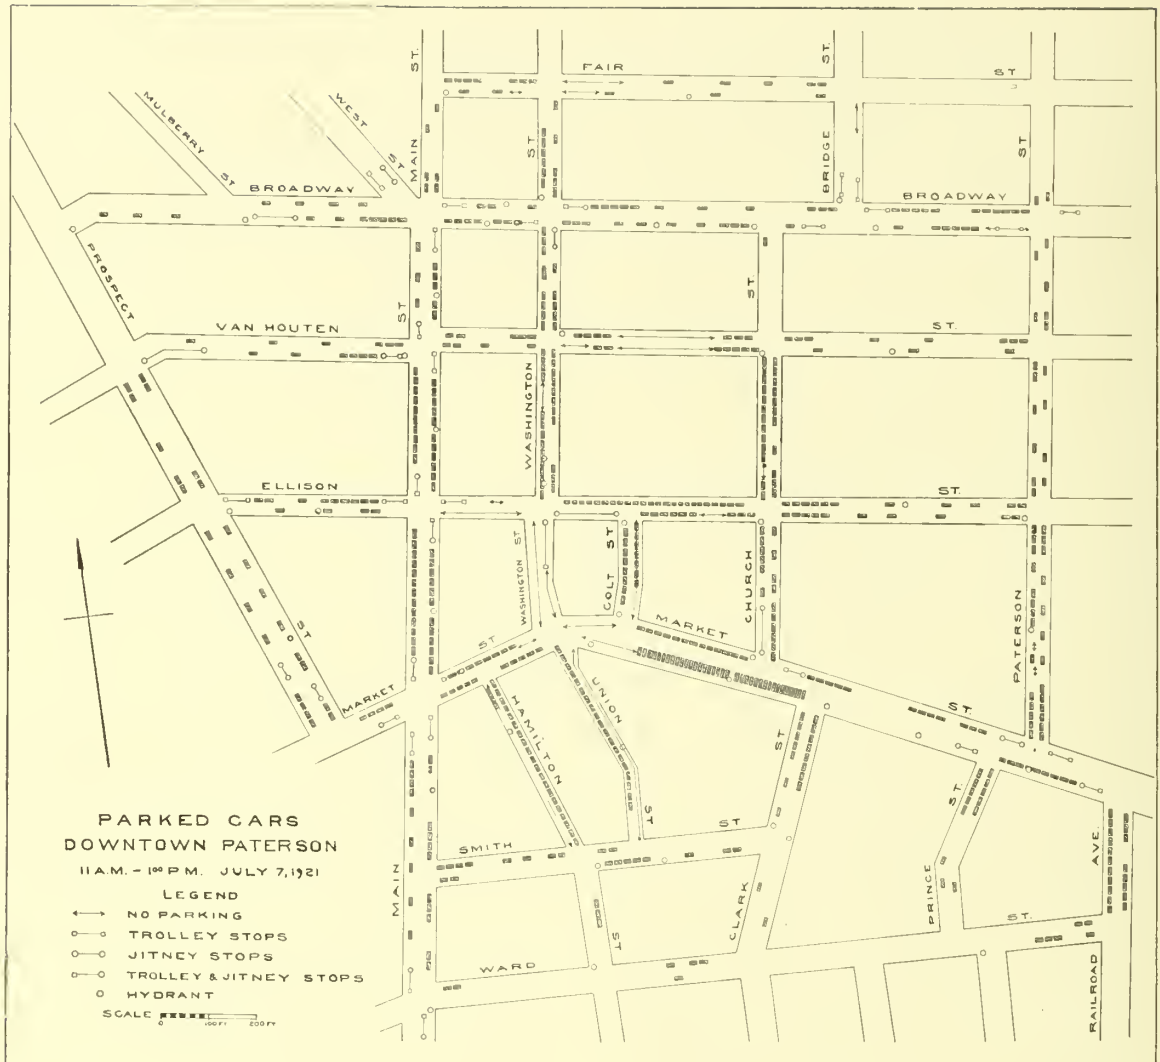 FAIR ST
MAIN ST.
ST.
BRIDGE
ST.
ST
MULBERRY ST
WEST ST
BROADWAY
BROADWAY
PROSPECT ST
VAN HOUTEN ST.
WASHINGTON
ELLISON ST.
WASHINGTON ST
COLT ST
CHURCH
MARKET ST
MARKET ST.
PATERSON
HAMILTON ST
UNION ST
SMITH ST
MAIN
CLARK ST
PRINCE ST.
WARD ST.
RAILROAD AVE.
PARKED CARS
DOWNTOWN PATERSON
11 A.M. – 1⁰⁰ P.M. JULY 7, 1921
LEGEND
NO PARKING
TROLLEY STOPS
JITNEY STOPS
TROLLEY & JITNEY STOPS
HYDRANT
SCALE
0 100 FT 200 FT